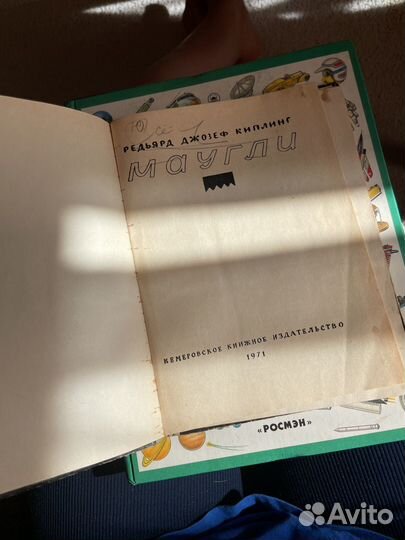 РЕДЬЯРД ДЖОЗЕФ КИПЛИНГ
МАУГЛИ
КЕМЕРОВСКОЕ КНИЖНОЕ ИЗДАТЕЛЬСТВО
1971
«РОСМЭН»
Avito